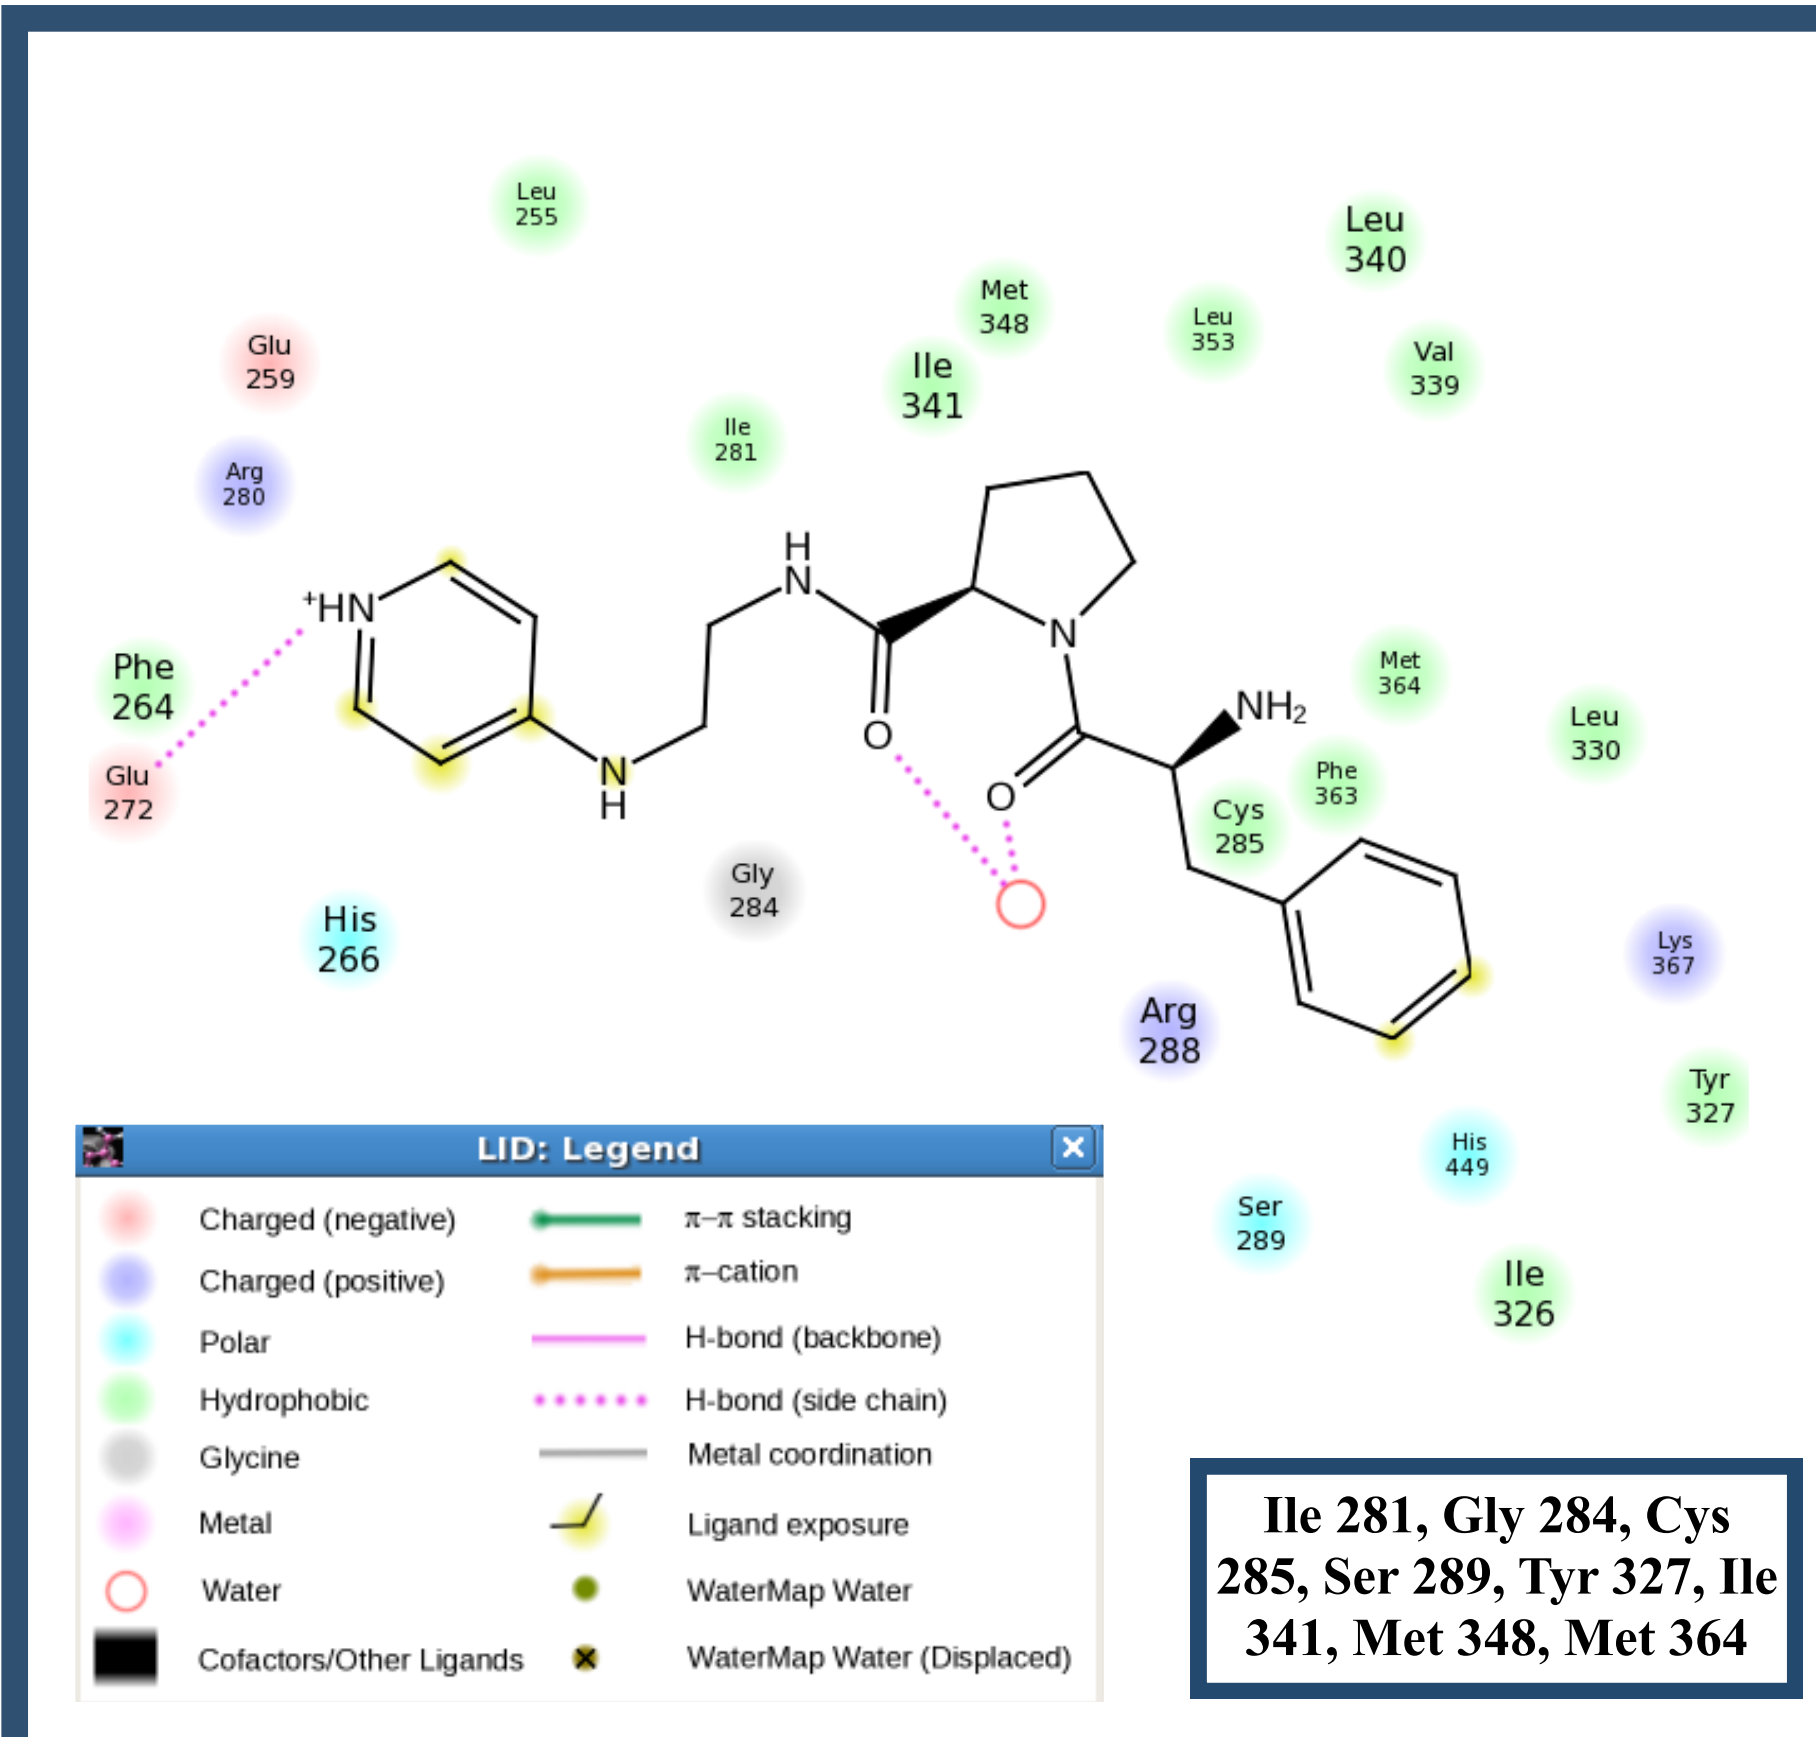 Leu
255
Leu
340
Met
348
Leu
353
Glu
259
Ile
341
Val
339
Ile
281
Arg
280
H
N
+HN
N
Phe
264
Met
364
NH2
Leu
330
O
Glu
272
N
H
O
Phe
363
Cys
285
Gly
284
His
266
Lys
367
Arg
288
Tyr
327
His
449
Ser
289
Ile
326
LID: Legend
Charged (negative)
π–π stacking
Charged (positive)
π–cation
Polar
H-bond (backbone)
Hydrophobic
H-bond (side chain)
Glycine
Metal coordination
Metal
Ligand exposure
Water
WaterMap Water
Cofactors/Other Ligands
WaterMap Water (Displaced)
Ile 281, Gly 284, Cys
285, Ser 289, Tyr 327, Ile
341, Met 348, Met 364